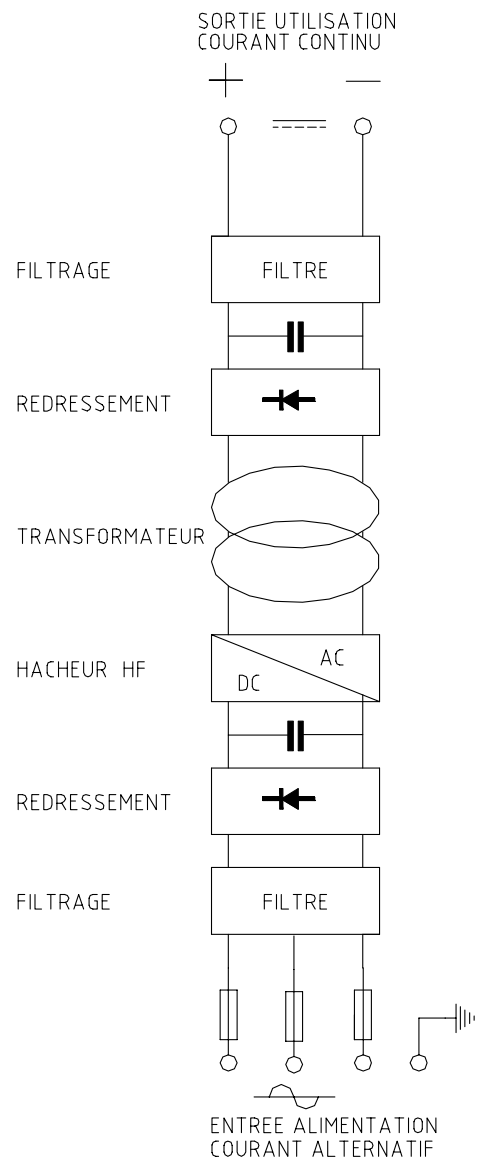 SORTIE UTILISATION
COURANT CONTINU
+ —
FILTRAGE
FILTRE
REDRESSEMENT
TRANSFORMATEUR
HACHEUR HF
AC
DC
REDRESSEMENT
FILTRAGE
FILTRE
ENTREE ALIMENTATION
COURANT ALTERNATIF